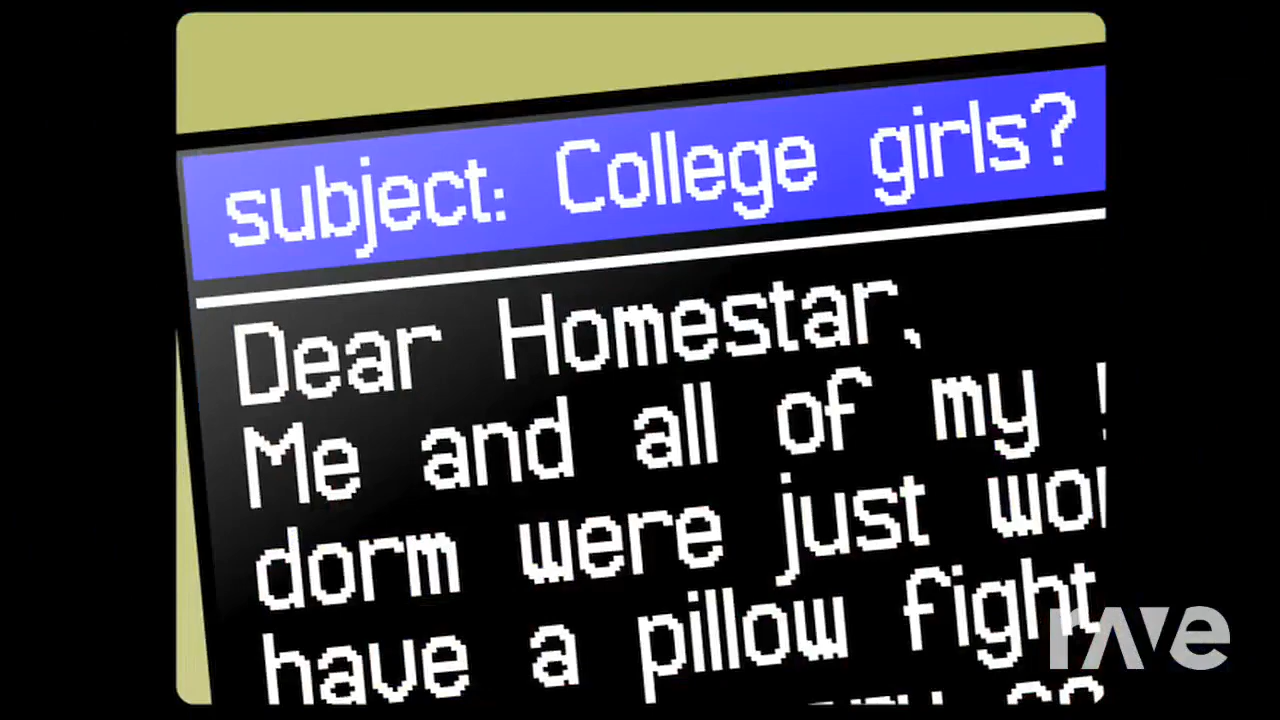 subject: College girls?
Dear Homestar,
Me and all of my
dorm were just
have a pillow fight
rave